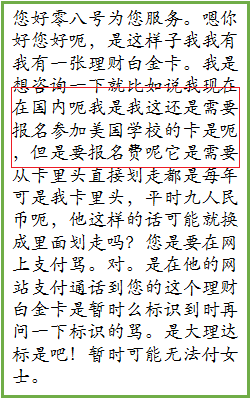 您好零八号为您服务。嗯你
好您好呃，是这样子我我有
我有一张理财白金卡。我是
想咨询一下就比如说我现在
在国内呃我是我这还是需要
报名参加美国学校的卡是呃
，但是要报名费呢它是需要
从卡里头直接划走都是每年
可是我卡里头，平时九人民
币呃，他这样的话可能就换
成里面划走吗？您是要在网
上支付骂。对。是在他的网
站支付通话到您的这个理财
白金卡是暂时么标识到时再
问一下标识的骂。是大理达
标是吧！暂时可能无法付女
士。